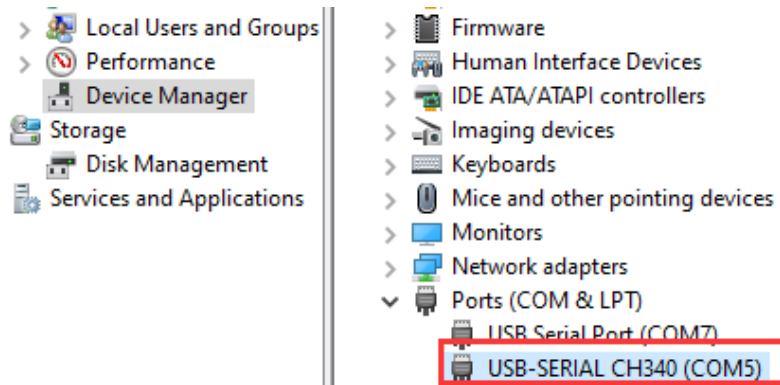 Local Users and Groups
Performance
Device Manager
Storage
Disk Management
Services and Applications
Firmware
Human Interface Devices
IDE ATA/ATAPI controllers
Imaging devices
Keyboards
Mice and other pointing devices
Monitors
Network adapters
Ports (COM & LPT)
USB Serial Port (COM7)
USB-SERIAL CH340 (COM5)